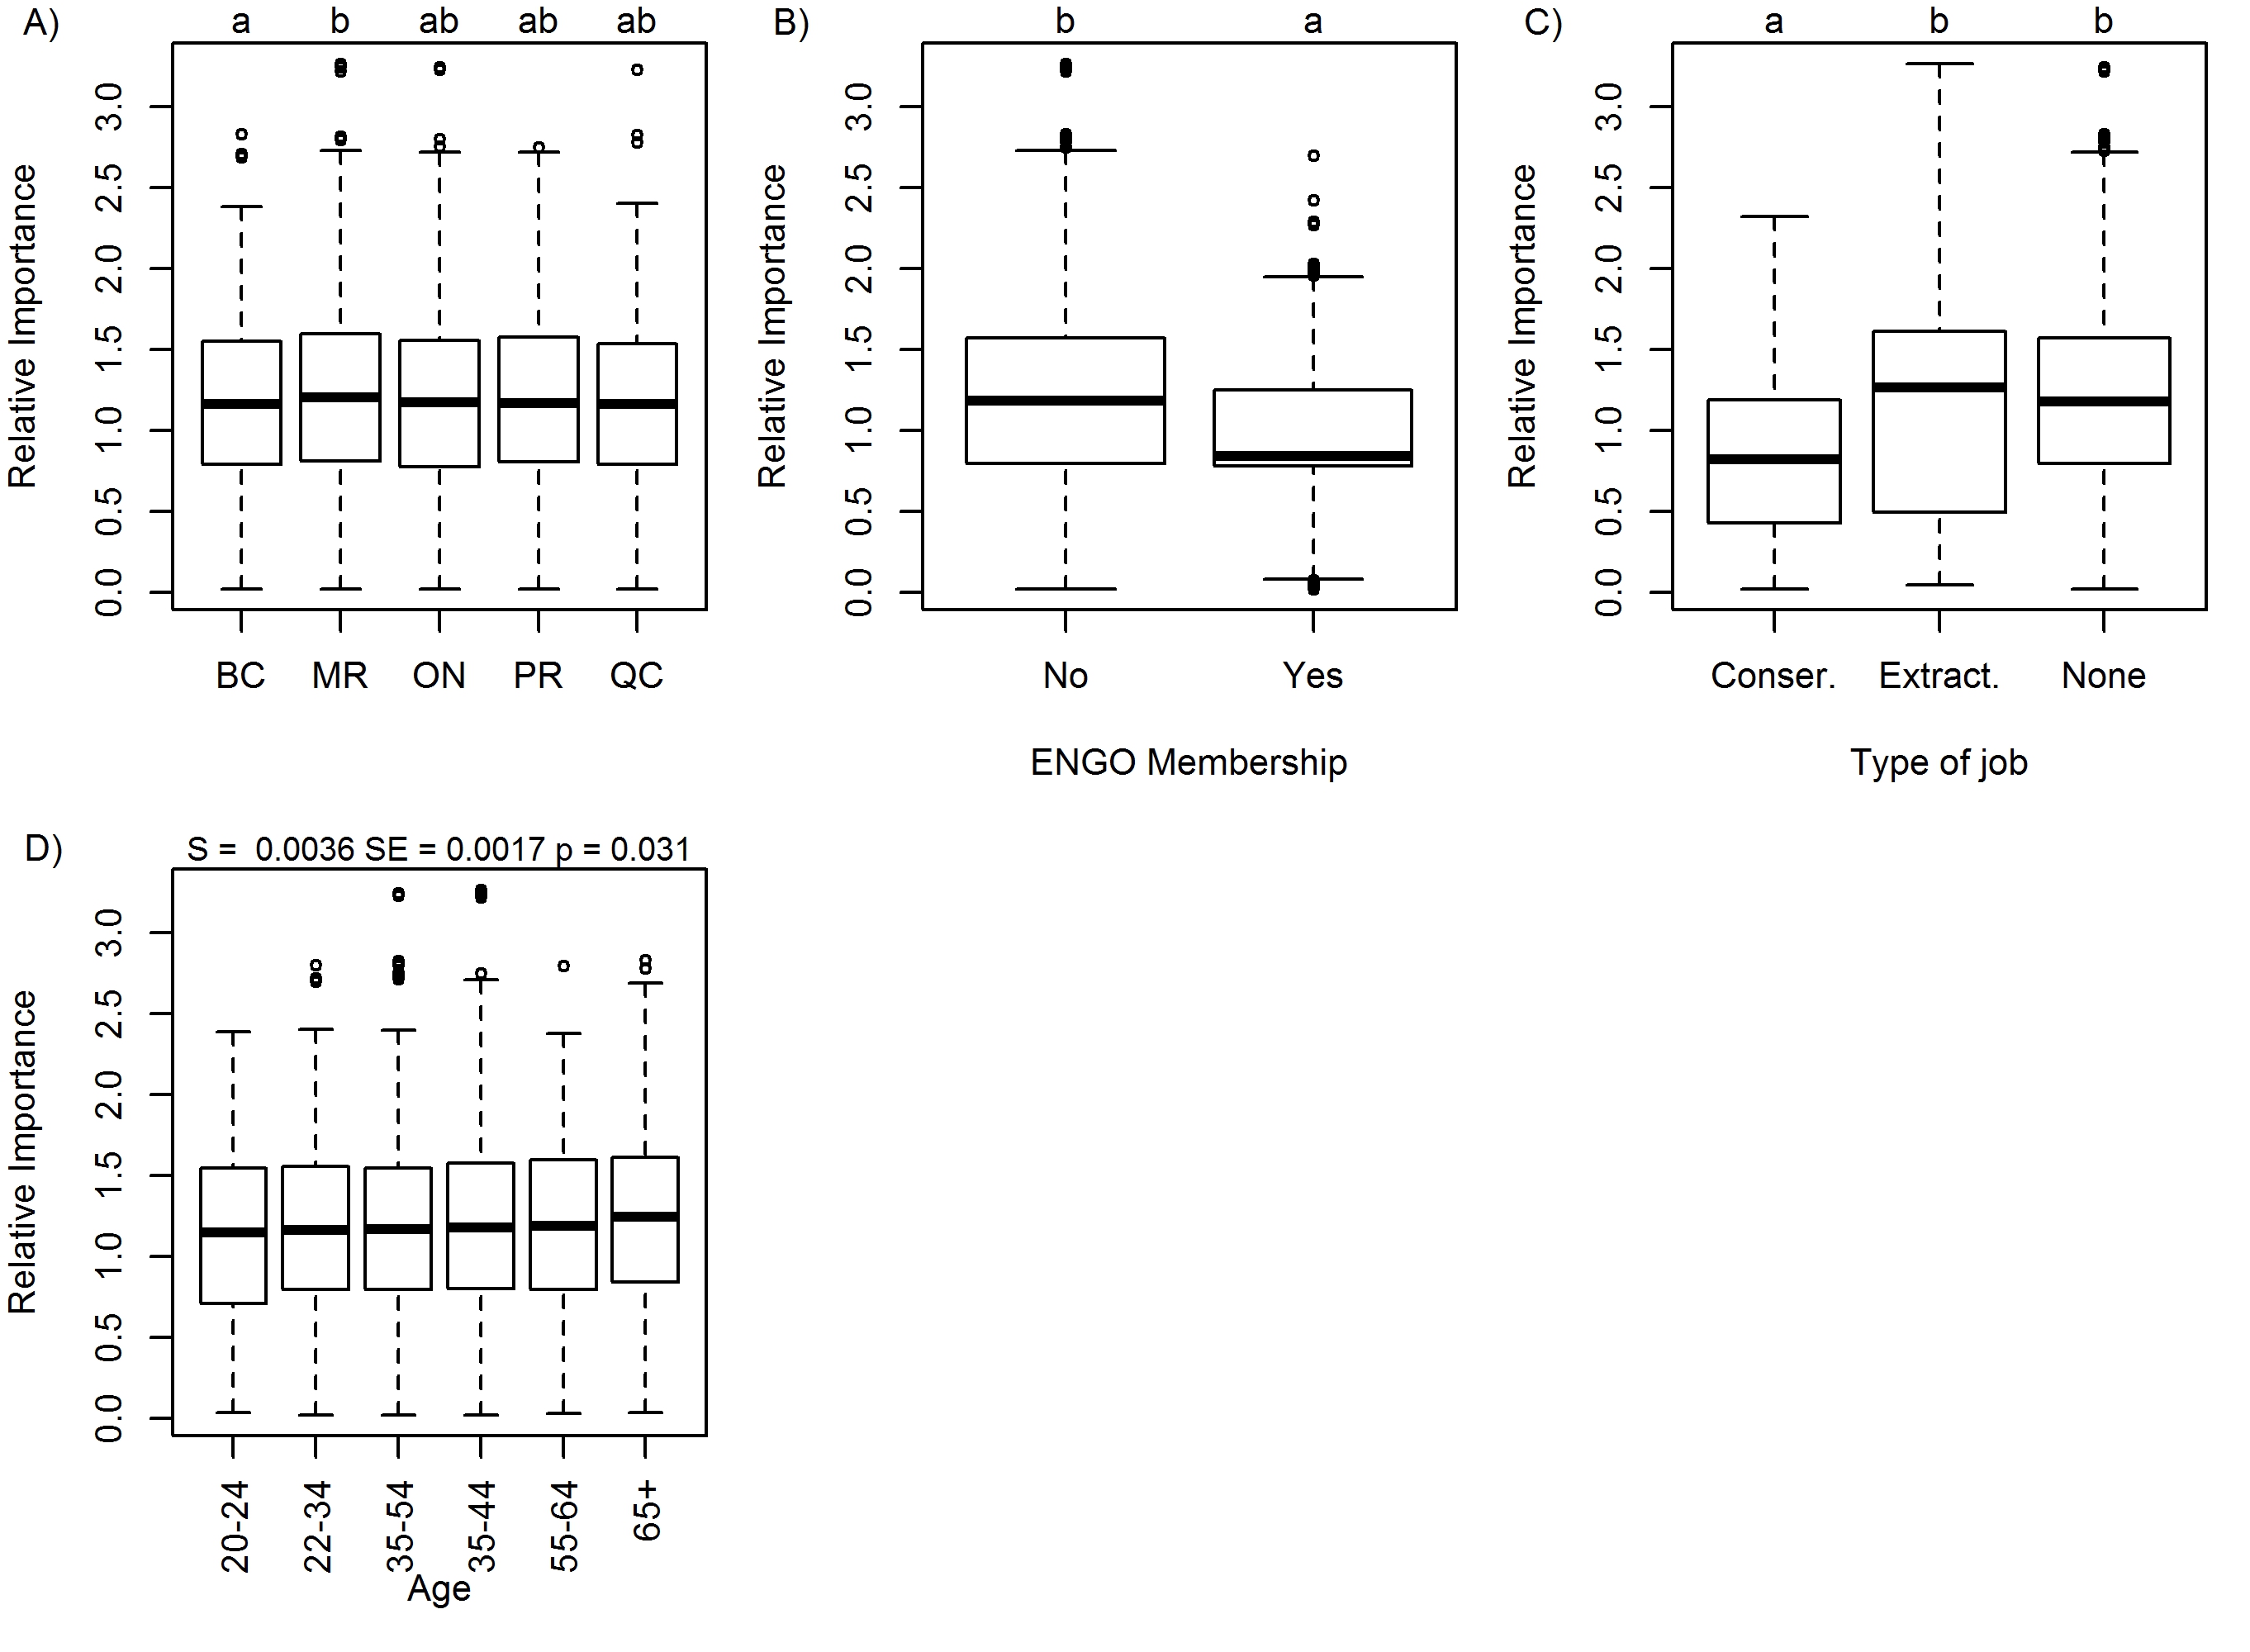 A) a b ab ab ab
Relative Importance
0.0 0.5 1.0 1.5 2.0 2.5 3.0
BC MR ON PR QC
B) b a
Relative Importance
0.0 0.5 1.0 1.5 2.0 2.5 3.0
No Yes
ENGO Membership
C) a b b
Relative Importance
0.0 0.5 1.0 1.5 2.0 2.5 3.0
Conser. Extract. None
Type of job
D) S = 0.0036 SE = 0.0017 p = 0.031
Relative Importance
0.0 0.5 1.0 1.5 2.0 2.5 3.0
20-24 22-34 35-54 35-44 55-64 65+
Age